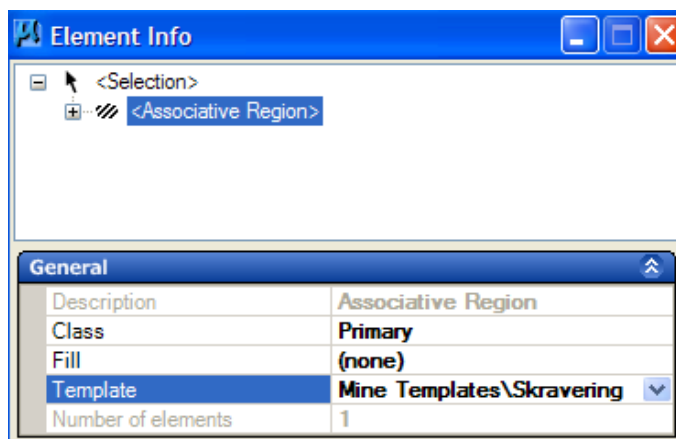 Element Info
<Selection>
<Associative Region>
General
Description Associative Region
Class Primary
Fill (none)
Template Mine Templates\Skravering
Number of elements 1